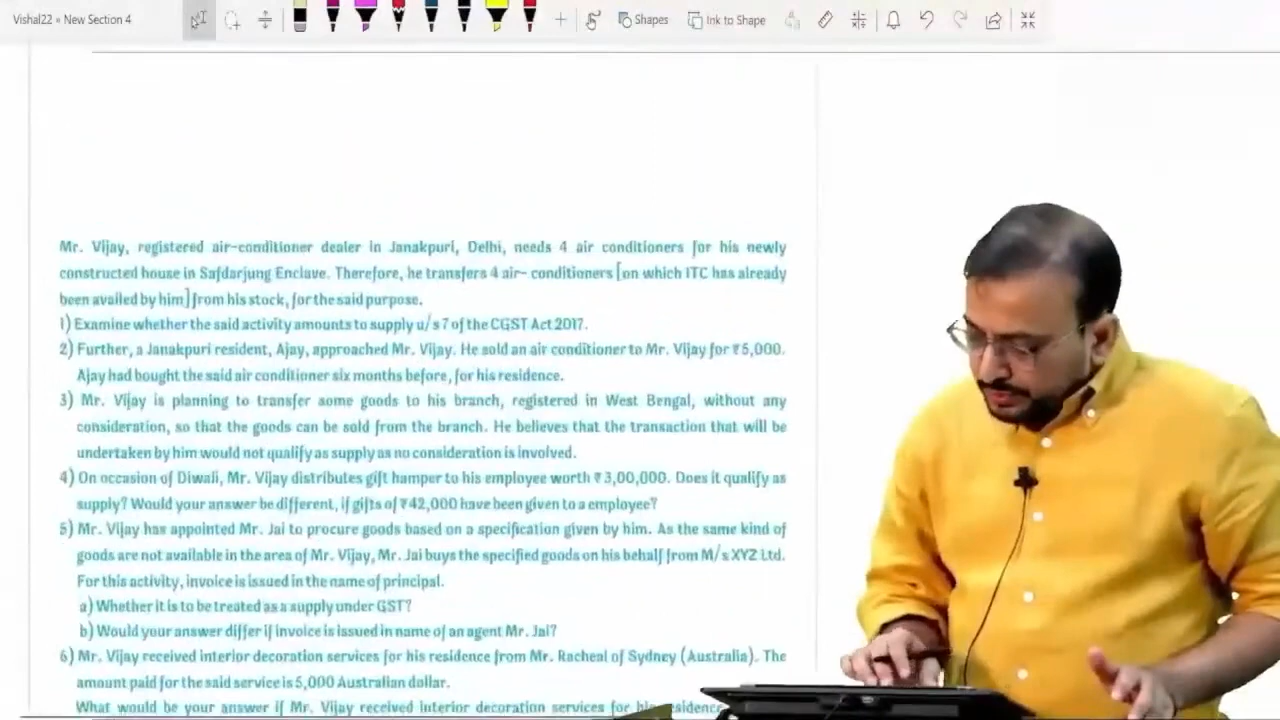 Vishal22 » New Section 4
Shapes
Ink to Shape
Mr. Vijay, registered air-conditioner dealer in Janakpuri, Delhi, needs 4 air conditioners for his newly
constructed house in Safdarjung Enclave. Therefore, he transfers 4 air- conditioners [on which ITC has already
been availed by him] from his stock, for the said purpose.
1) Examine whether the said activity amounts to supply u/s 7 of the CGST Act 2017.
2) Further, a Janakpuri resident, Ajay, approached Mr. Vijay. He sold an air conditioner to Mr. Vijay for ₹5,000.
Ajay had bought the said air conditioner six months before, for his residence.
3) Mr. Vijay is planning to transfer some goods to his branch, registered in West Bengal, without any
consideration, so that the goods can be sold from the branch. He believes that the transaction that will be
undertaken by him would not qualify as supply as no consideration is involved.
4) On occasion of Diwali, Mr. Vijay distributes gift hamper to his employee worth ₹3,00,000. Does it qualify as
supply? Would your answer be different, if gifts of ₹42,000 have been given to a employee?
5) Mr. Vijay has appointed Mr. Jai to procure goods based on a specification given by him. As the same kind of
goods are not available in the area of Mr. Vijay, Mr. Jai buys the specified goods on his behalf from M/s XYZ Ltd.
For this activity, invoice is issued in the name of principal.
a) Whether it is to be treated as a supply under GST?
b) Would your answer differ if invoice is issued in name of an agent Mr. Jai?
6) Mr. Vijay received interior decoration services for his residence from Mr. Racheal of Sydney (Australia). The
amount paid for the said service is 5,000 Australian dollar.
What would be your answer if Mr. Vijay received interior decoration services for his residence